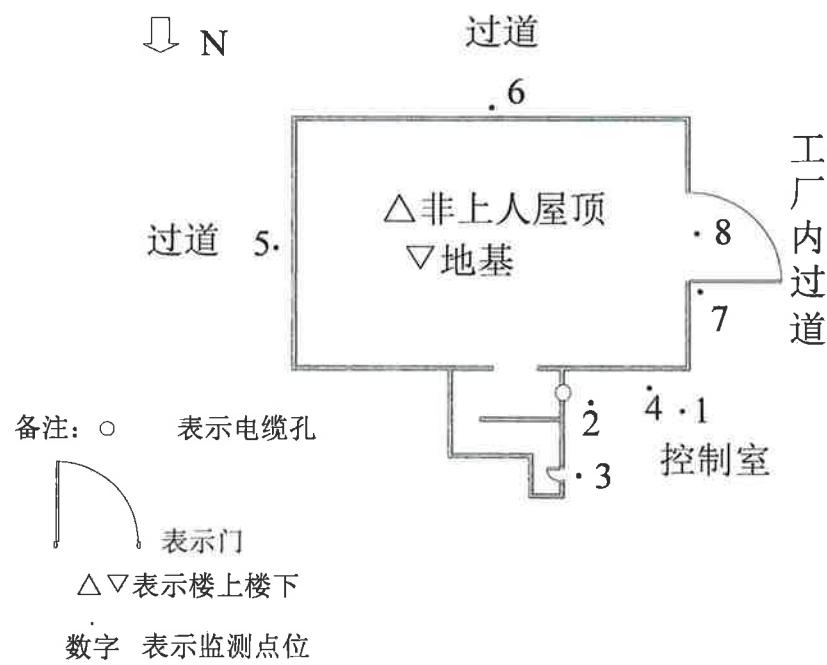 N
过道
6
工厂内过道
△非上人屋顶
▽地基
过道
5
8
7
2
4
1
控制室
3
备注：○ 表示电缆孔
表示门
△▽表示楼上楼下
数字 表示监测点位